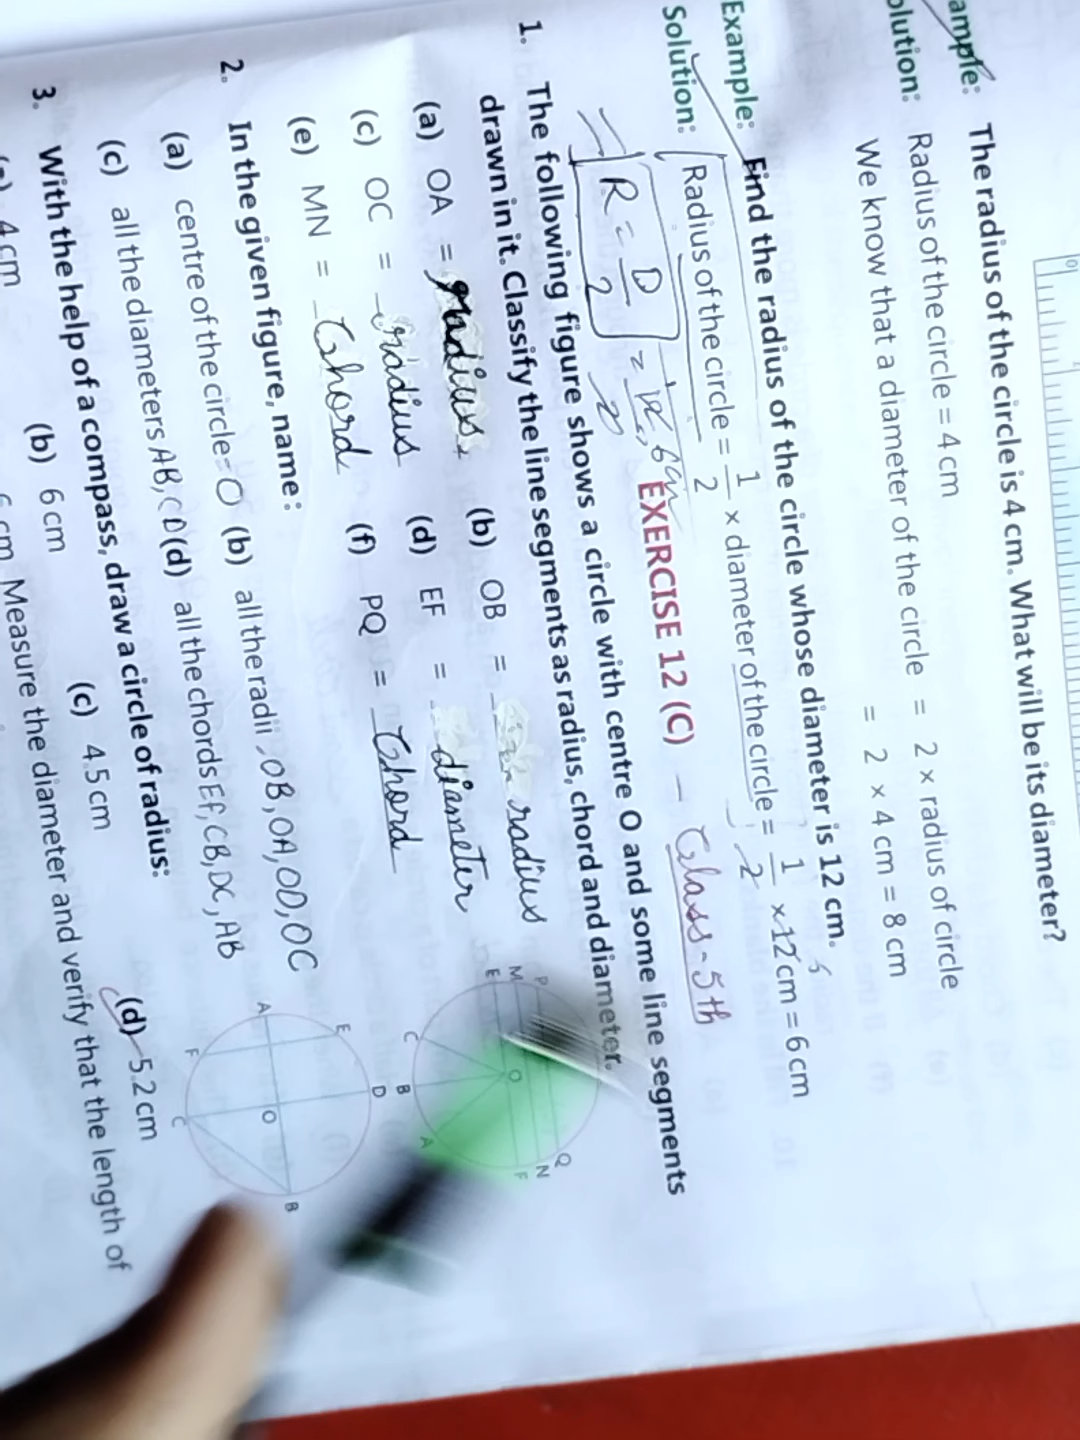 ample: The radius of the circle is 4 cm. What will be its diameter?
olution: Radius of the circle = 4 cm
We know that a diameter of the circle = 2 × radius of circle
= 2 × 4 cm = 8 cm
Example: Find the radius of the circle whose diameter is 12 cm.
Solution: Radius of the circle = 1/2 × diameter of the circle = 1/2 × 12 cm = 6 cm
R = D/2 = 12/2
EXERCISE 12 (C) – Class-5th
1. The following figure shows a circle with centre O and some line segments
drawn in it. Classify the line segments as radius, chord and diameter.
(a) OA = radius (b) OB = radius
(c) OC = radius (d) EF = diameter
(e) MN = Chord (f) PQ = Chord
P
M
E
C
B
A
O
Q
N
F
2. In the given figure, name:
(a) centre of the circle = O (b) all the radii, OB, OA, OD, OC
(c) all the diameters AB, CD (d) all the chords EF, CB, DC, AB
A
E
F
D
C
O
B
3. With the help of a compass, draw a circle of radius:
(a) 4 cm (b) 6 cm (c) 4.5 cm (d) 5.2 cm
6 cm Measure the diameter and verify that the length of